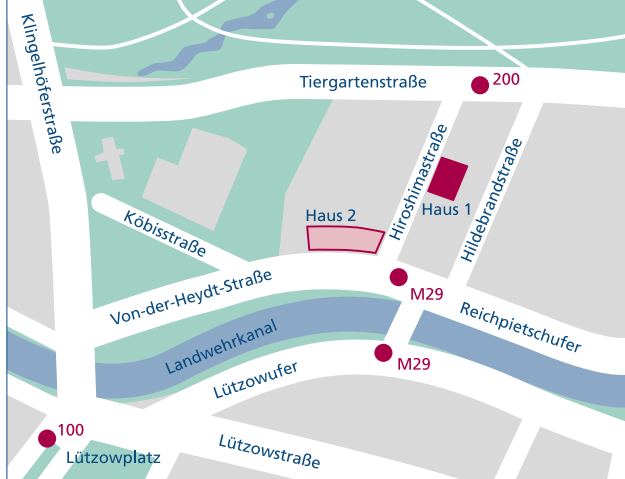 Klingelhöferstraße
Tiergartenstraße
200
Hiroshimastraße
Hildebrandstraße
Haus 1
Haus 2
Köbisstraße
Von-der-Heydt-Straße
M29
Reichpietschufer
Landwehrkanal
M29
Lützowufer
100
Lützowplatz
Lützowstraße